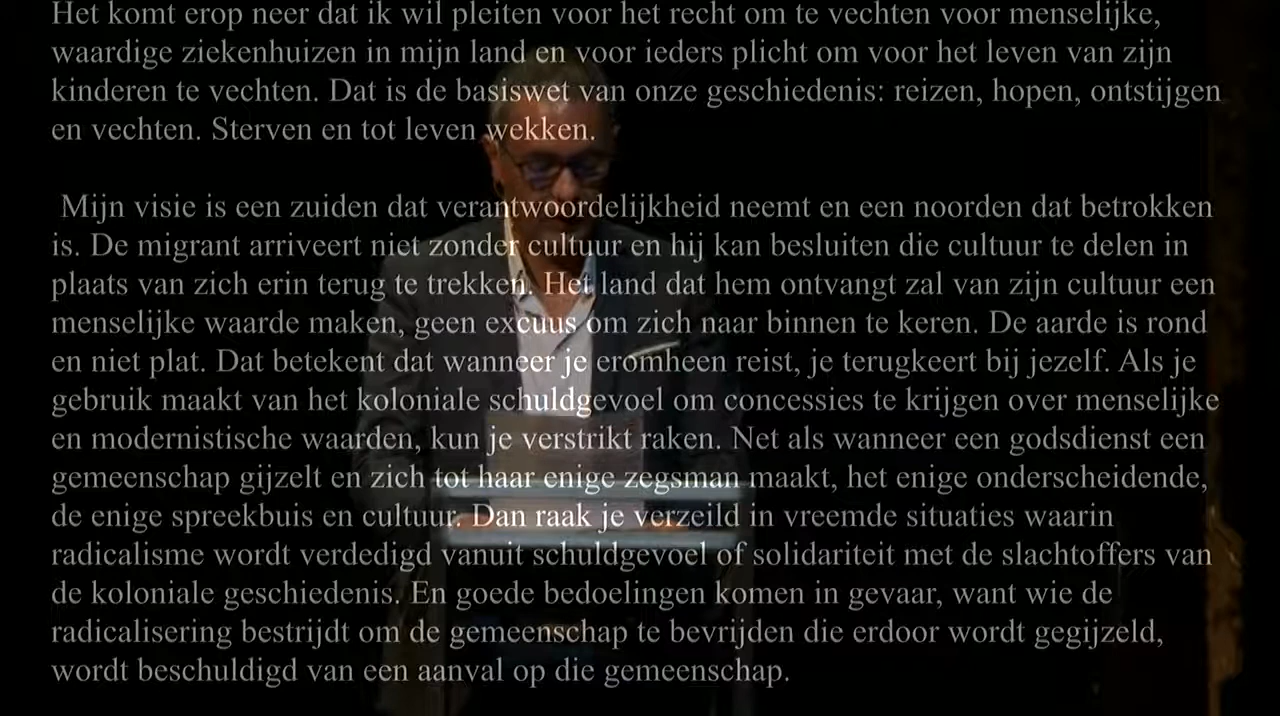 Het komt erop neer dat ik wil pleiten voor het recht om te vechten voor menselijke,
waardige ziekenhuizen in mijn land en voor ieders plicht om voor het leven van zijn
kinderen te vechten. Dat is de basiswet van onze geschiedenis: reizen, hopen, ontstijgen
en vechten. Sterven en tot leven wekken.
Mijn visie is een zuiden dat verantwoordelijkheid neemt en een noorden dat betrokken
is. De migrant arriveert niet zonder cultuur en hij kan besluiten die cultuur te delen in
plaats van zich erin terug te trekken. Het land dat hem ontvangt zal van zijn cultuur een
menselijke waarde maken, geen excuus om zich naar binnen te keren. De aarde is rond
en niet plat. Dat betekent dat wanneer je eromheen reist, je terugkeert bij jezelf. Als je
gebruik maakt van het koloniale schuldgevoel om concessies te krijgen over menselijke
en modernistische waarden, kun je verstrikt raken. Net als wanneer een godsdienst een
gemeenschap gijzelt en zich tot haar enige zegsman maakt, het enige onderscheidende,
de enige spreekbuis en cultuur. Dan raak je verzeild in vreemde situaties waarin
radicalisme wordt verdedigd vanuit schuldgevoel of solidariteit met de slachtoffers van
de koloniale geschiedenis. En goede bedoelingen komen in gevaar, want wie de
radicalisering bestrijdt om de gemeenschap te bevrijden die erdoor wordt gegijzeld,
wordt beschuldigd van een aanval op die gemeenschap.